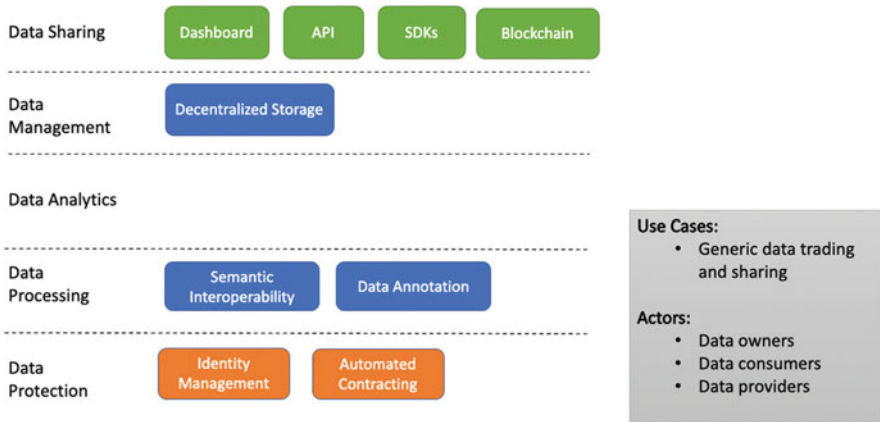 Data Sharing
Dashboard
API
SDKs
Blockchain
Data
Management
Decentralized Storage
Data Analytics
Data
Processing
Semantic
Interoperability
Data Annotation
Data
Protection
Identity
Management
Automated
Contracting
Use Cases:
• Generic data trading
and sharing
Actors:
• Data owners
• Data consumers
• Data providers